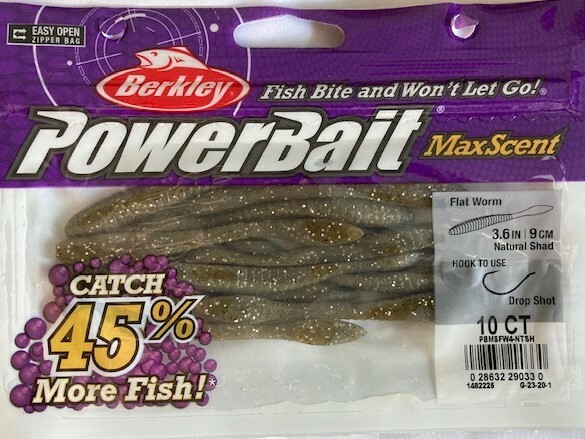 EASY OPEN
ZIPPER BAG
Berkley
Fish Bite and Won't Let Go!®
PowerBait®
MaxScent
Flat Worm
3.6 IN | 9 CM
Natural Shad
HOOK TO USE
Drop Shot
10 CT
PBMSFW4-NTSH
0 28632 29033 0
1482225 G-23-20-1
CATCH
45%
More Fish!*